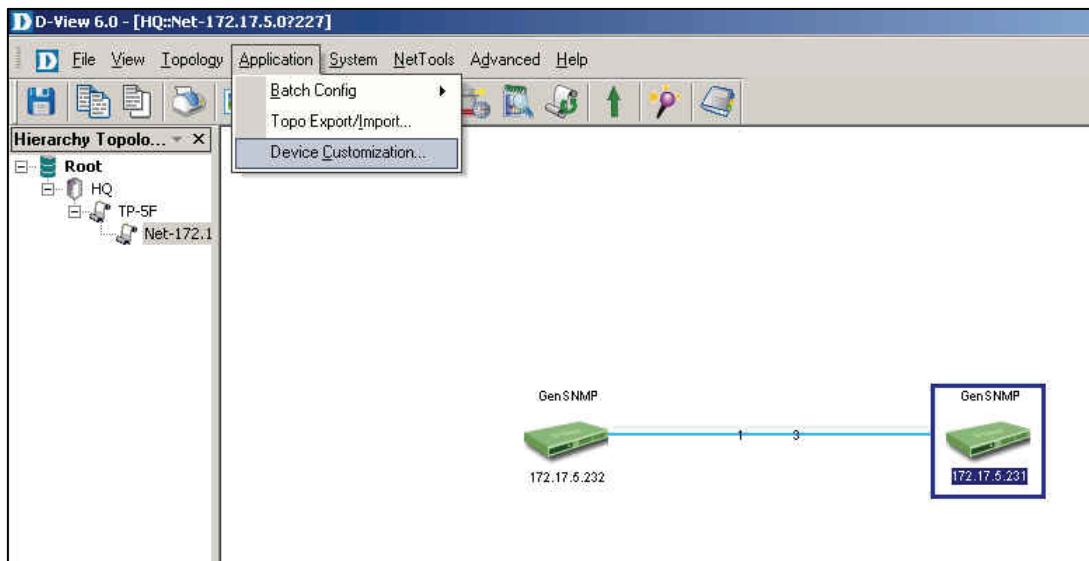 D-View 6.0 - [HQ::Net-172.17.5.0?227]
File View Topology Application System NetTools Advanced Help
Batch Config
Topo Export/Import...
Device Customization...
Hierarchy Topolo...
Root
HQ
TP-5F
Net-172.1
GenSNMP
GenSNMP
1 3
172.17.5.232
172.17.5.231